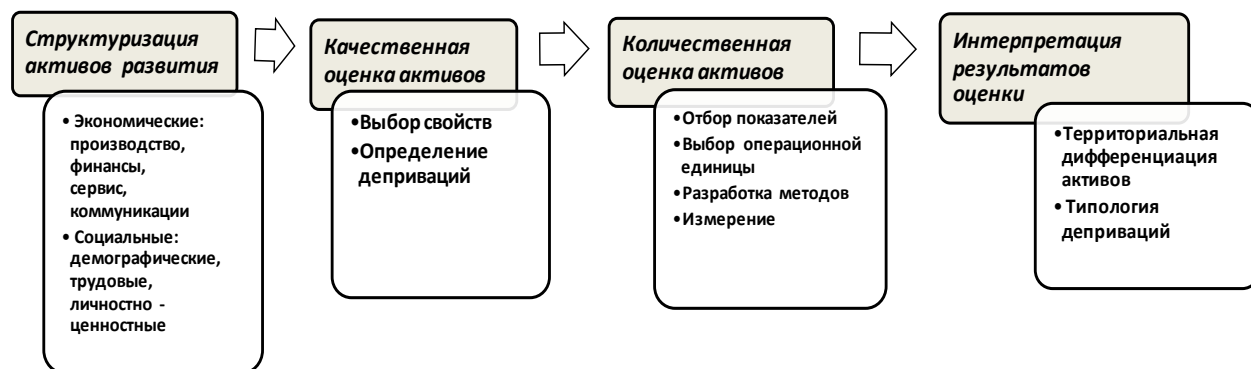 Структуризация
активов развития
• Экономические:
производство,
финансы,
сервис,
коммуникации
• Социальные:
демографические,
трудовые,
личностно -
ценностные
Качественная
оценка активов
•Выбор свойств
•Определение
деприваций
Количественная
оценка активов
•Отбор показателей
•Выбор операционной
единицы
•Разработка методов
•Измерение
Интерпретация
результатов
оценки
•Территориальная
дифференциация
активов
• Типология
деприваций